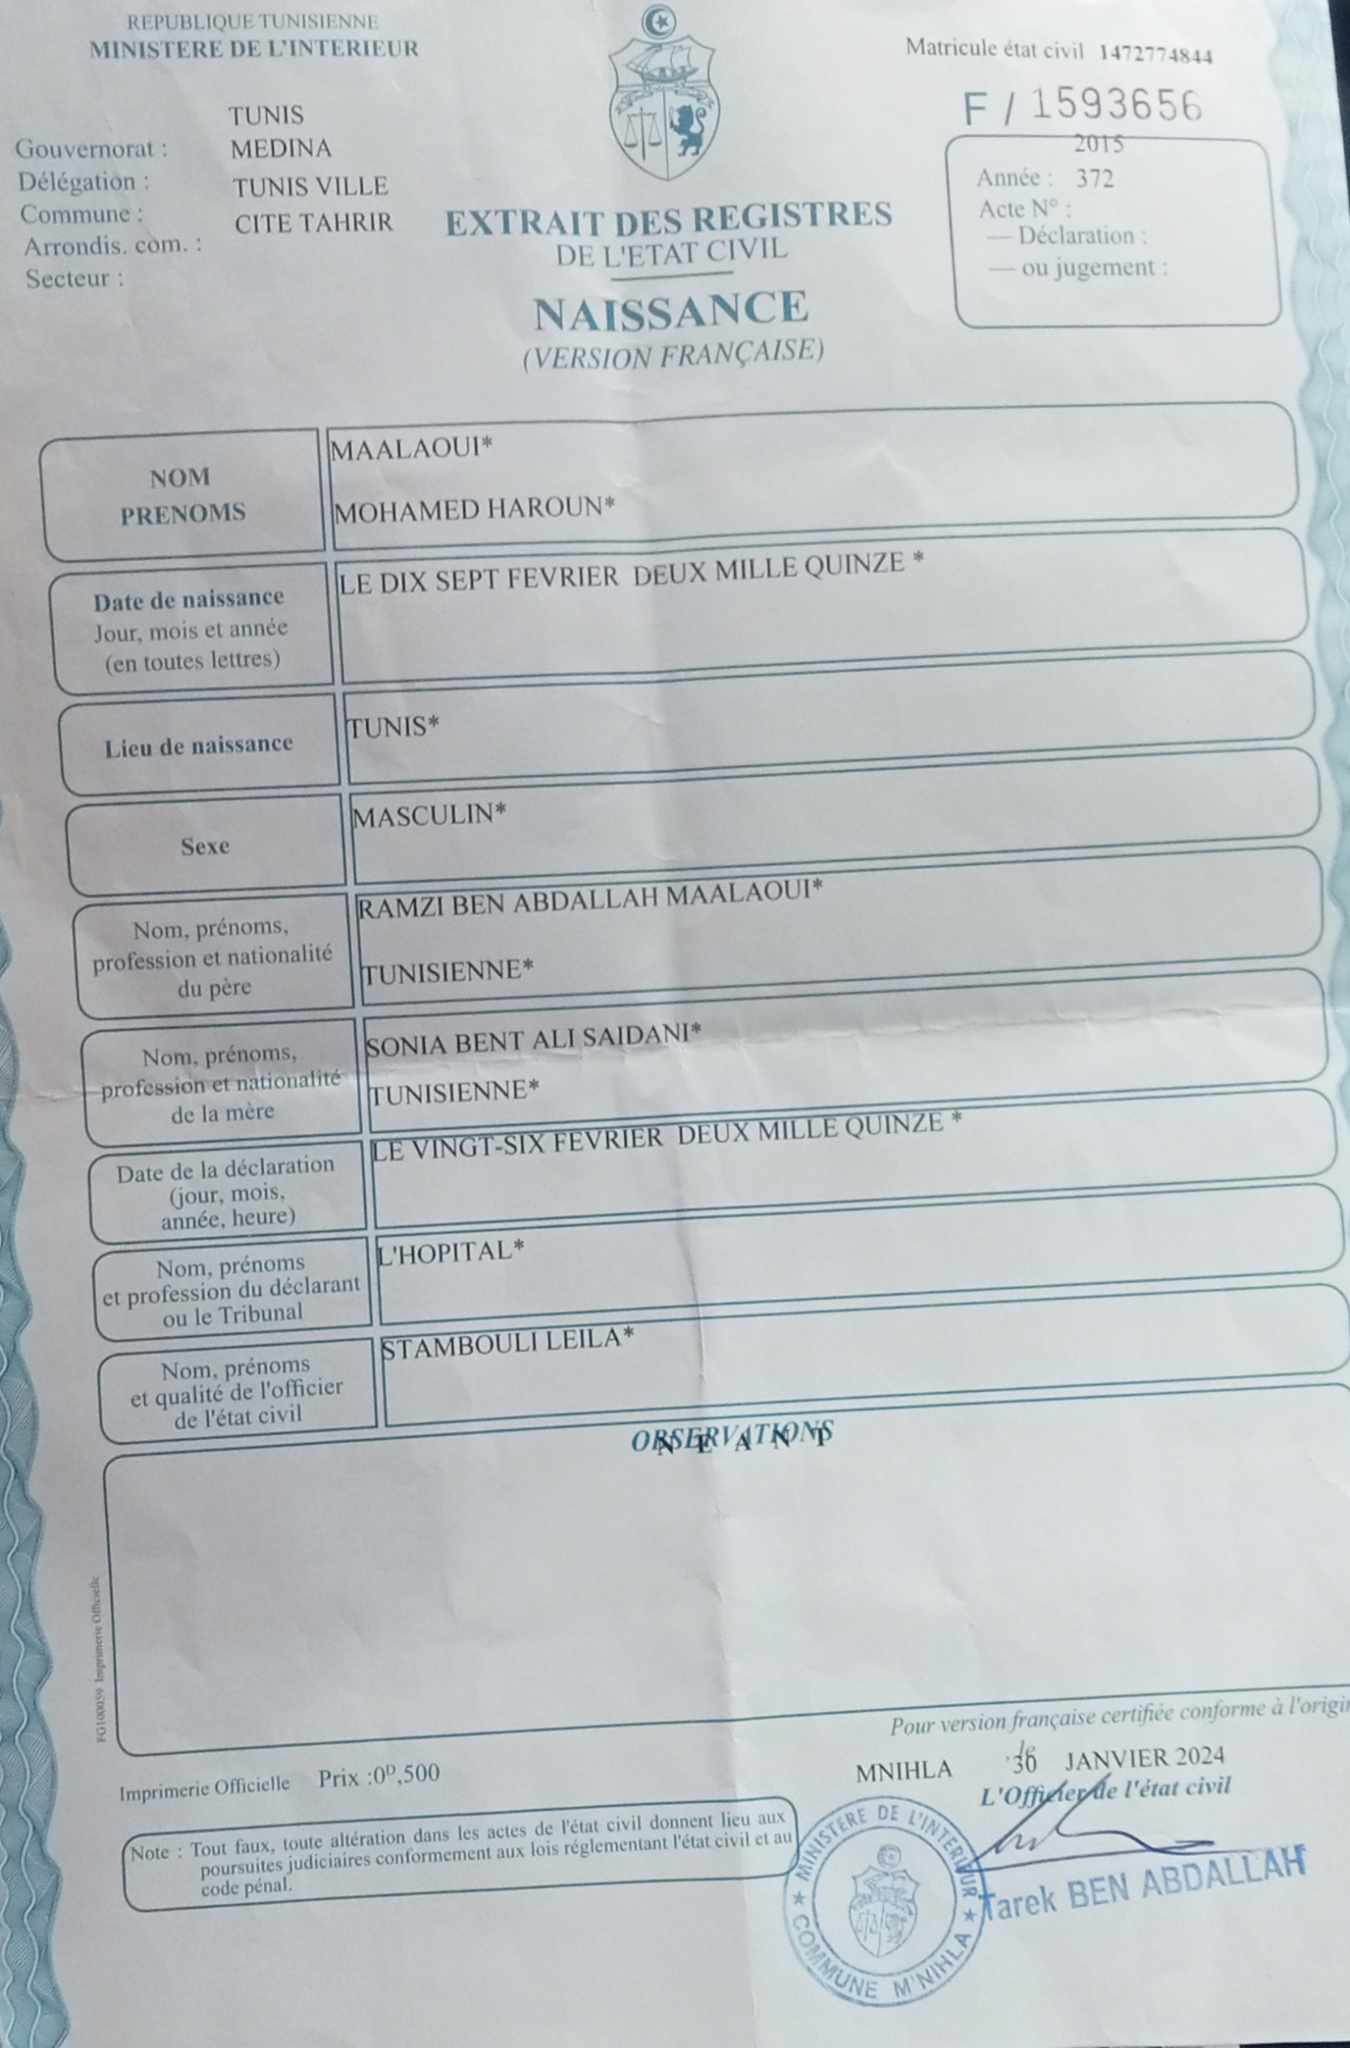 REPUBLIQUE TUNISIENNE
MINISTERE DE L'INTERIEUR
Matricule état civil 1472774844
F / 1593656
TUNIS
Gouvernorat : MEDINA
Délégation : TUNIS VILLE
Commune : CITE TAHRIR
Arrondis. com. :
Secteur :
2015
Année : 372
Acte N° :
— Déclaration :
— ou jugement :
EXTRAIT DES REGISTRES
DE L'ETAT CIVIL
NAISSANCE
(VERSION FRANÇAISE)
NOM
PRENOMS
MAALAOUI*
MOHAMED HAROUN*
Date de naissance
Jour, mois et année
(en toutes lettres)
LE DIX SEPT FEVRIER DEUX MILLE QUINZE *
Lieu de naissance
TUNIS*
Sexe
MASCULIN*
Nom, prénoms,
profession et nationalité
du père
RAMZI BEN ABDALLAH MAALAOUI*
TUNISIENNE*
Nom, prénoms,
profession et nationalité
de la mère
SONIA BENT ALI SAIDANI*
TUNISIENNE*
Date de la déclaration
(jour, mois,
année, heure)
LE VINGT-SIX FEVRIER DEUX MILLE QUINZE *
Nom, prénoms
et profession du déclarant
ou le Tribunal
L'HOPITAL*
Nom, prénoms
et qualité de l'officier
de l'état civil
STAMBOULI LEILA*
OBSERVATIONS
N E A N T
FG100059 Imprimerie Officielle
Pour version française certifiée conforme à l'origi
MNIHLA le 30 JANVIER 2024
L'Officier de l'état civil
Imprimerie Officielle Prix :0D,500
Note : Tout faux, toute altération dans les actes de l'état civil donnent lieu aux
poursuites judiciaires conformement aux lois réglementant l'état civil et au
code pénal.
★ MINISTÈRE DE L'INTERIEUR ★
COMMUNE M'NIHLA
Tarek BEN ABDALLAH